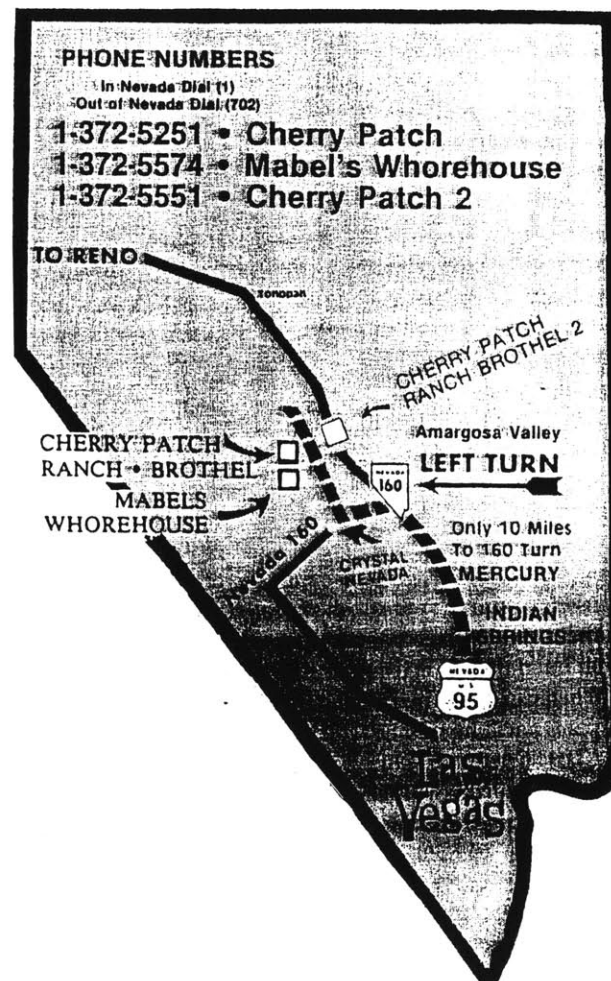 PHONE NUMBERS
In Nevada Dial (1)
Out of Nevada Dial (702)
1-372-5251 • Cherry Patch
1-372-5574 • Mabel's Whorehouse
1-372-5551 • Cherry Patch 2
TO RENO
Tonopah
CHERRY PATCH
RANCH BROTHEL 2
CHERRY PATCH
RANCH • BROTHEL
MABELS
WHOREHOUSE
Amargosa Valley
LEFT TURN
NEVADA
160
Nevada 160
CRYSTAL
NEVADA
Only 10 Miles
To 160 Turn
MERCURY
INDIAN
SPRINGS
NEVADA
U S
95
Las
Vegas